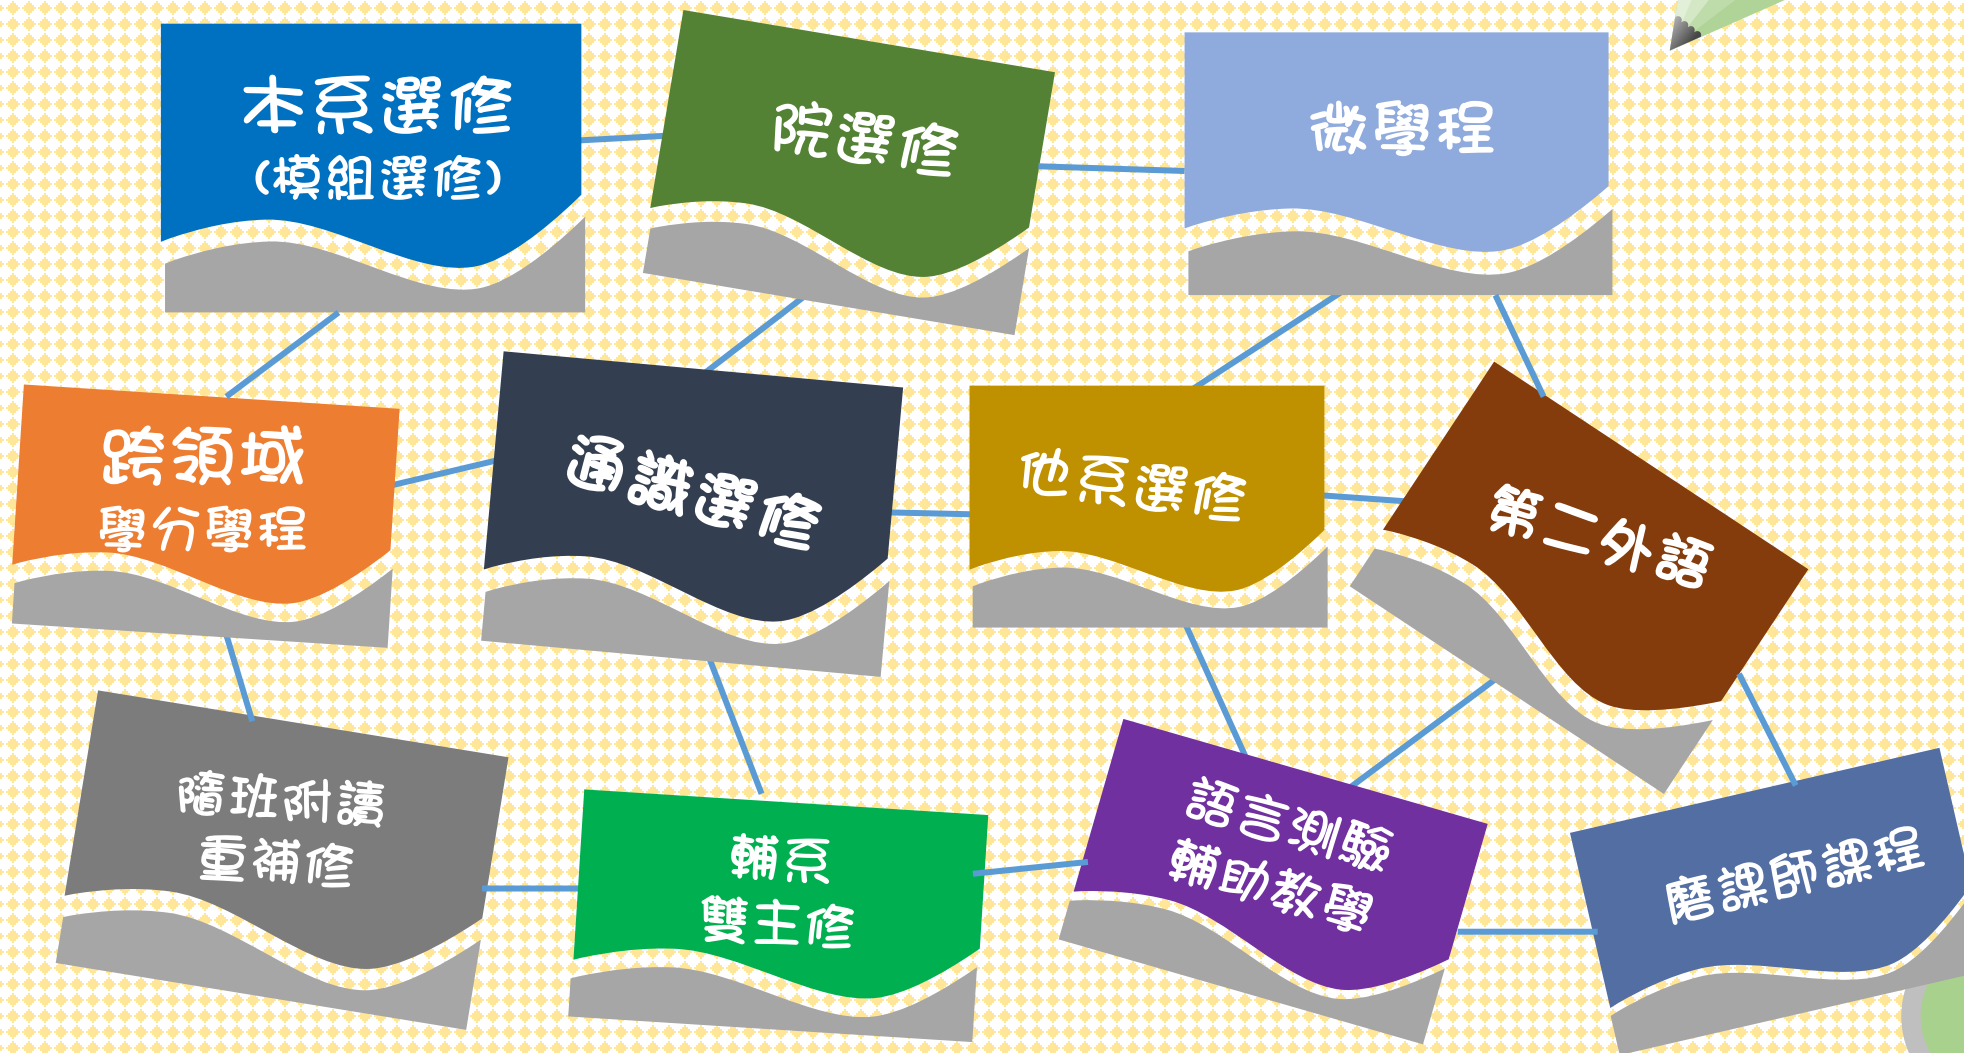 本系選修
(模組選修)
院選修
微學程
跨領域
學分學程
通識選修
他系選修
第二外語
隨班附讀
重補修
輔系
雙主修
語言測驗
輔助教學
磨課師課程